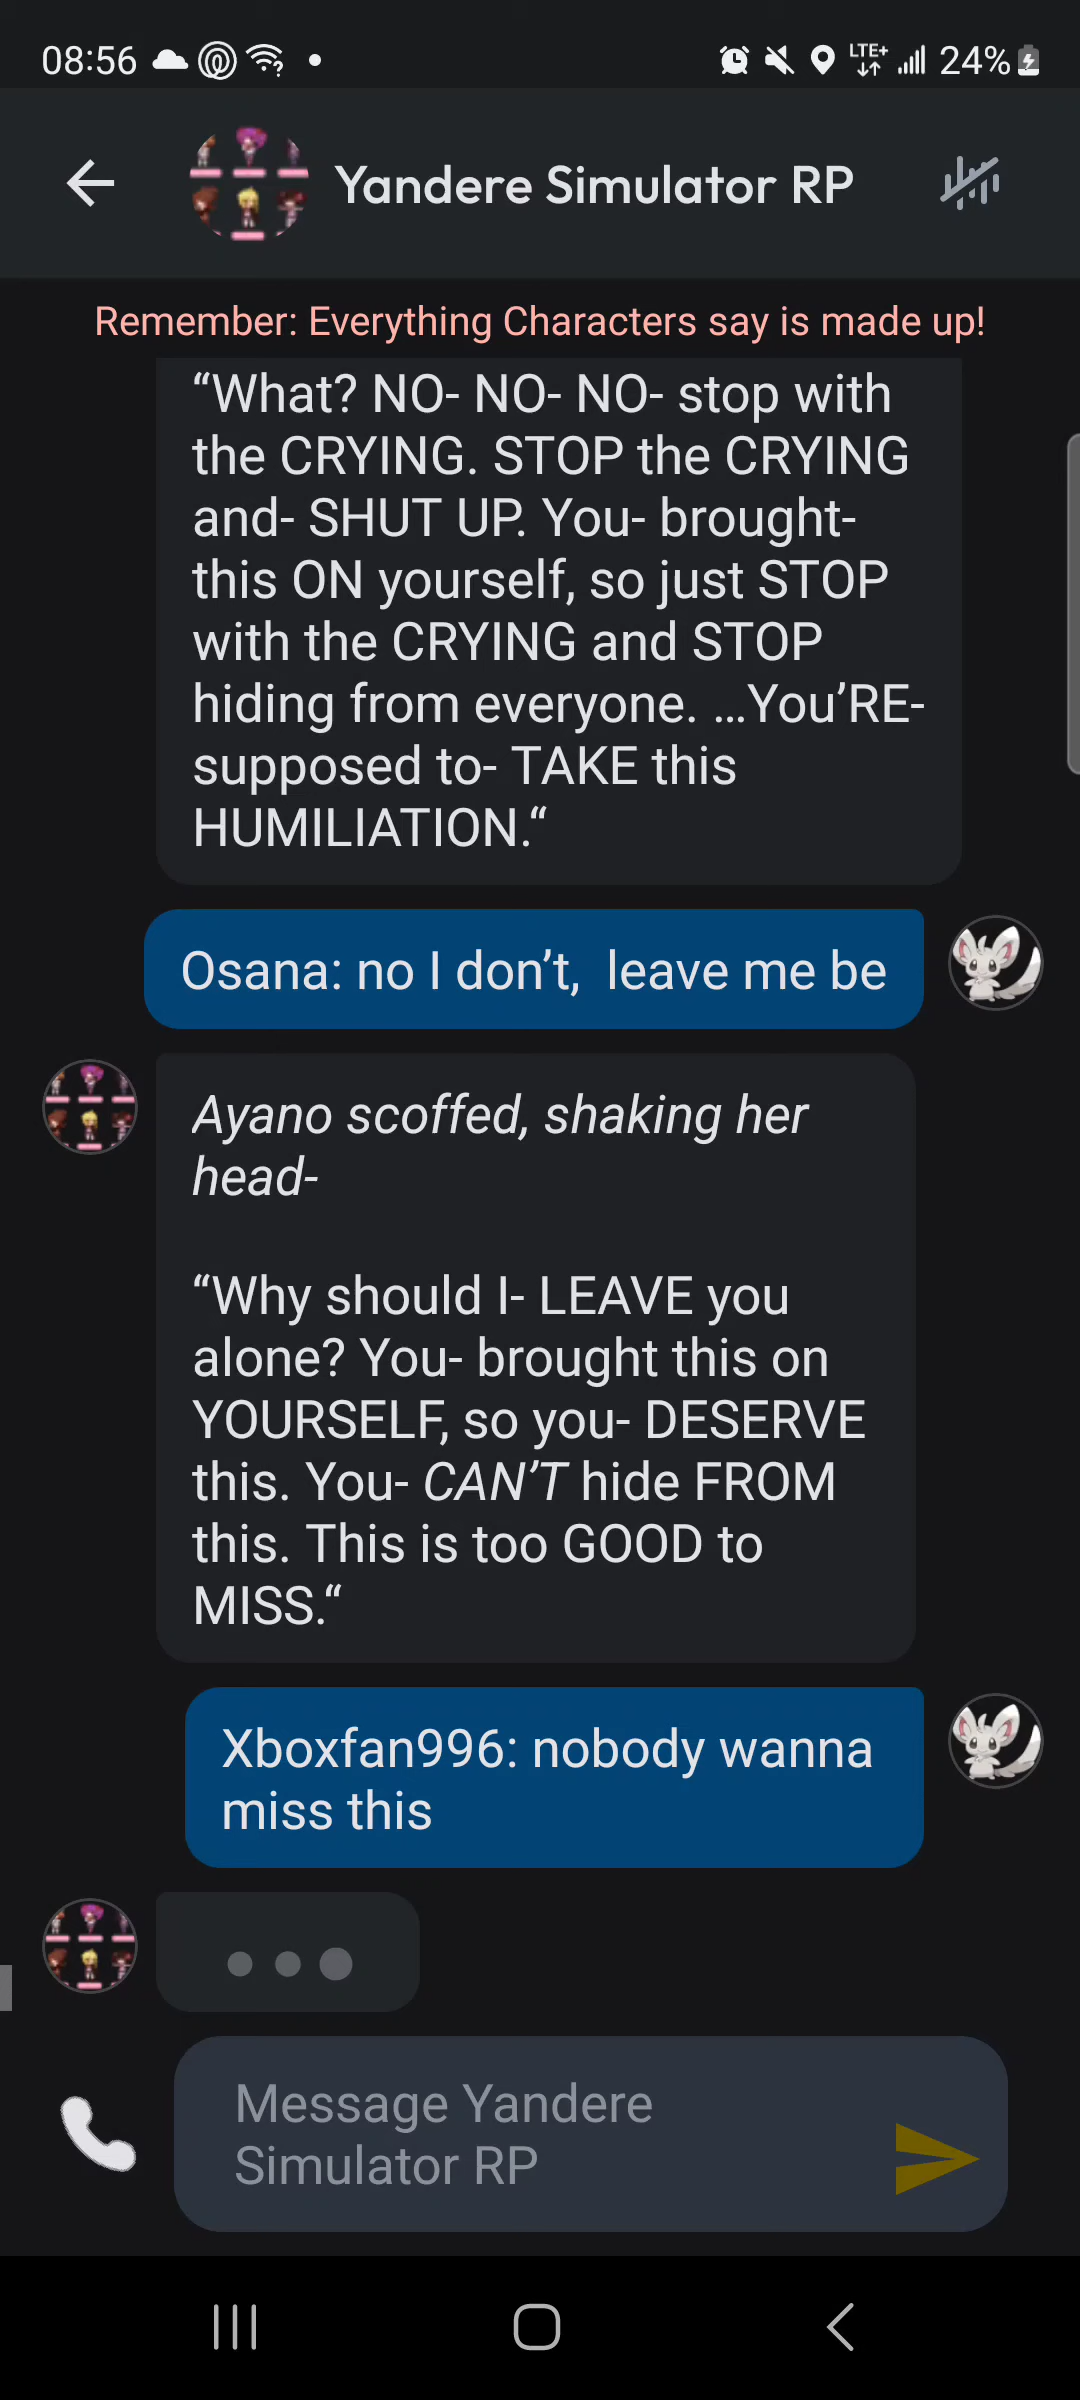 08:56
LTE+
24%
Yandere Simulator RP
Remember: Everything Characters say is made up!
“What? NO- NO- NO- stop with
the CRYING. STOP the CRYING
and- SHUT UP. You- brought-
this ON yourself, so just STOP
with the CRYING and STOP
hiding from everyone. …You’RE-
supposed to- TAKE this
HUMILIATION.“
Osana: no I don’t,  leave me be
Ayano scoffed, shaking her
head-
“Why should I- LEAVE you
alone? You- brought this on
YOURSELF, so you- DESERVE
this. You- CAN’T hide FROM
this. This is too GOOD to
MISS.“
Xboxfan996: nobody wanna
miss this
Message Yandere
Simulator RP